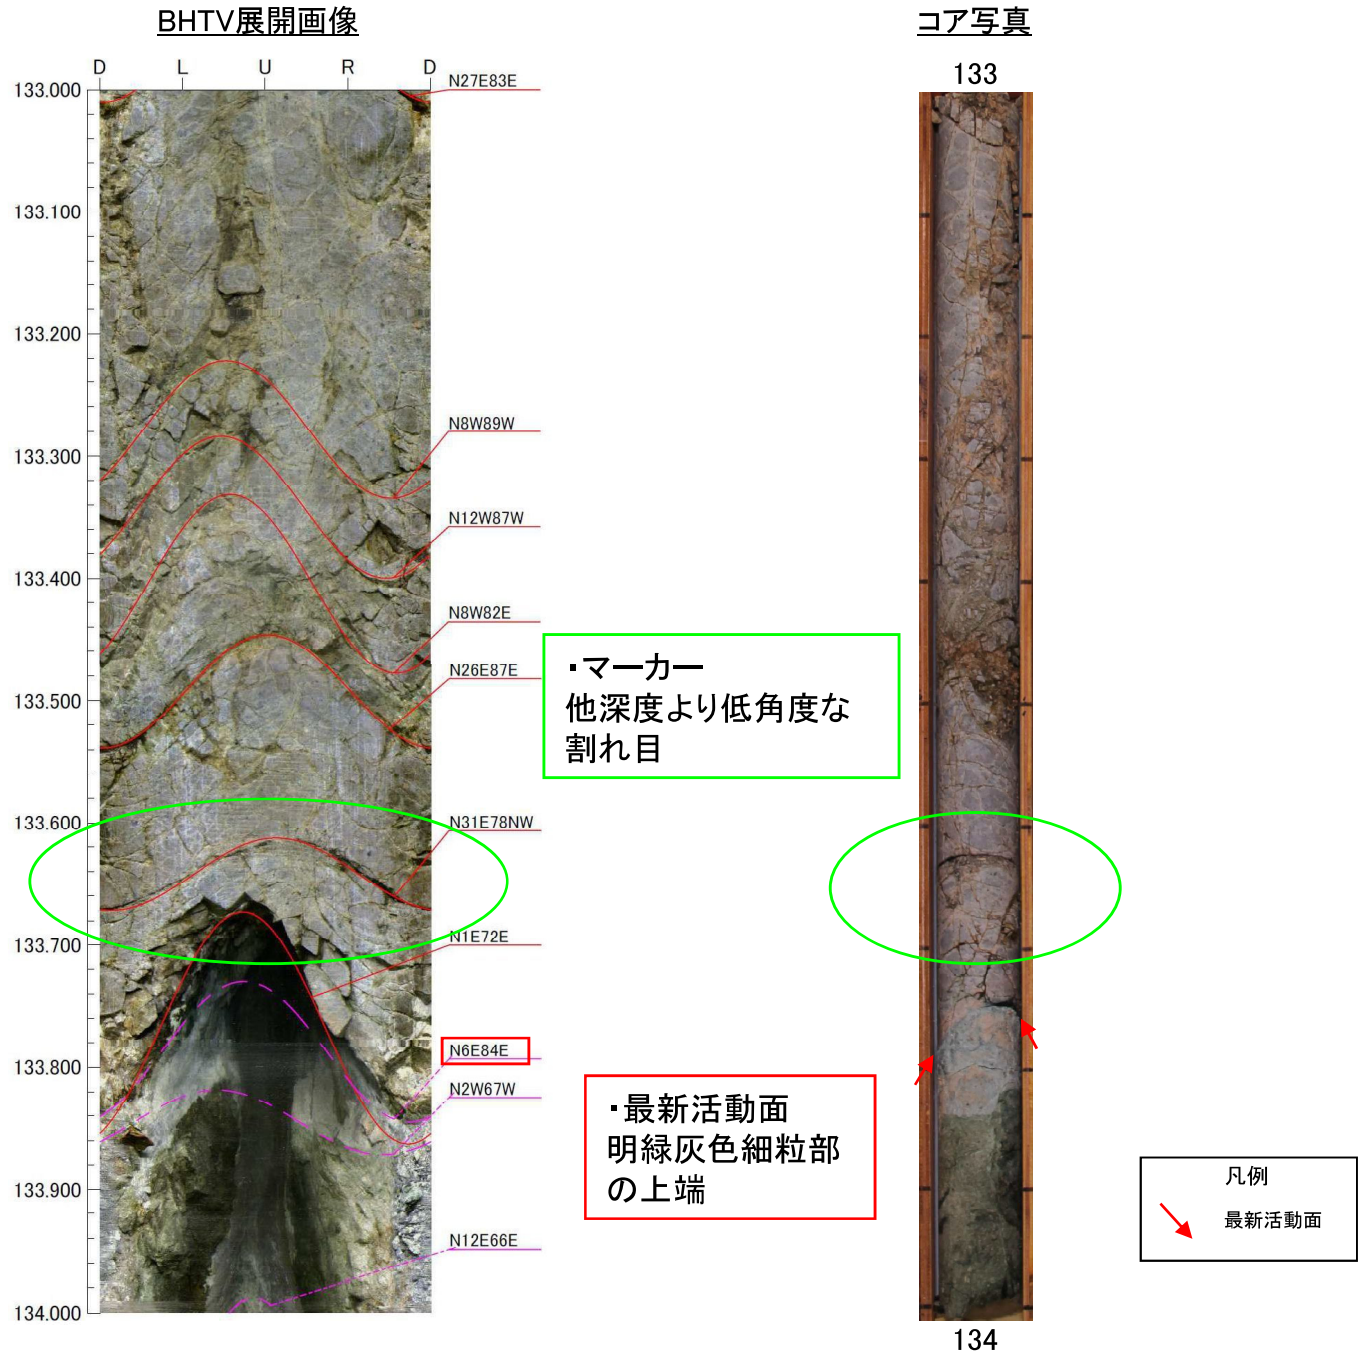 BHTV展開画像
コア写真
D L U R D
133
133.000
N27E83E
133.100
133.200
N8W89W
133.300
N12W87W
133.400
N8W82E
N26E87E
133.500
・マーカー
他深度より低角度な
割れ目
133.600
N31E78NW
133.700
N1E72E
N6E84E
133.800
N2W67W
・最新活動面
明緑灰色細粒部
の上端
133.900
N12E66E
凡例
最新活動面
134.000
134